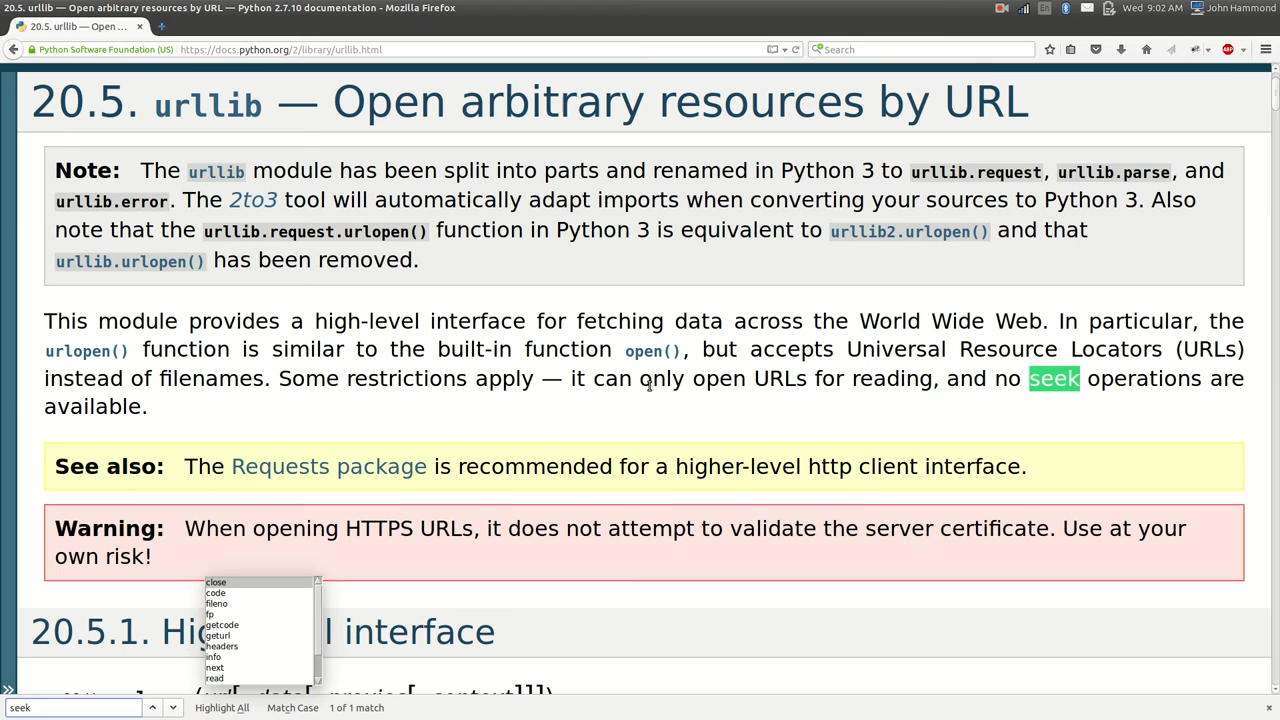 20.5. urllib — Open arbitrary resources by URL — Python 2.7.10 documentation - Mozilla Firefox
En
Wed 9:02 AM
John Hammond
20.5. urllib — Open ... × +
Python Software Foundation (US)
https://docs.python.org/2/library/urllib.html
Search
ABP
20.5. urllib — Open arbitrary resources by URL
Note: The urllib module has been split into parts and renamed in Python 3 to urllib.request, urllib.parse, and
urllib.error. The 2to3 tool will automatically adapt imports when converting your sources to Python 3. Also
note that the urllib.request.urlopen() function in Python 3 is equivalent to urllib2.urlopen() and that
urllib.urlopen() has been removed.
This module provides a high-level interface for fetching data across the World Wide Web. In particular, the
urlopen() function is similar to the built-in function open(), but accepts Universal Resource Locators (URLs)
instead of filenames. Some restrictions apply — it can only open URLs for reading, and no seek operations are
available.
See also: The Requests package is recommended for a higher-level http client interface.
Warning: When opening HTTPS URLs, it does not attempt to validate the server certificate. Use at your
own risk!
close
code
fileno
fp
getcode
geturl
headers
info
next
read
20.5.1. Hi
l interface
seek
Highlight All
Match Case
1 of 1 match